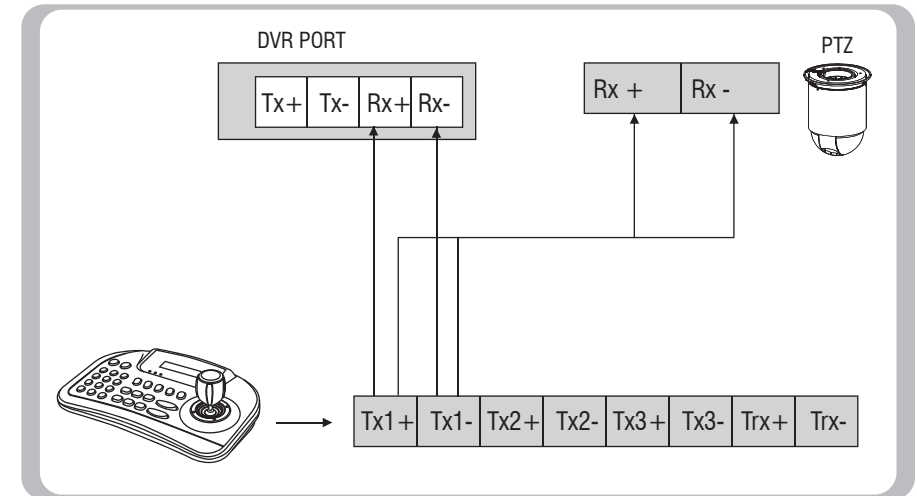 DVR PORT
PTZ
Tx+ Tx- Rx+ Rx-
Rx + Rx -
Tx1+ Tx1- Tx2+ Tx2- Tx3+ Tx3- Trx+ Trx-